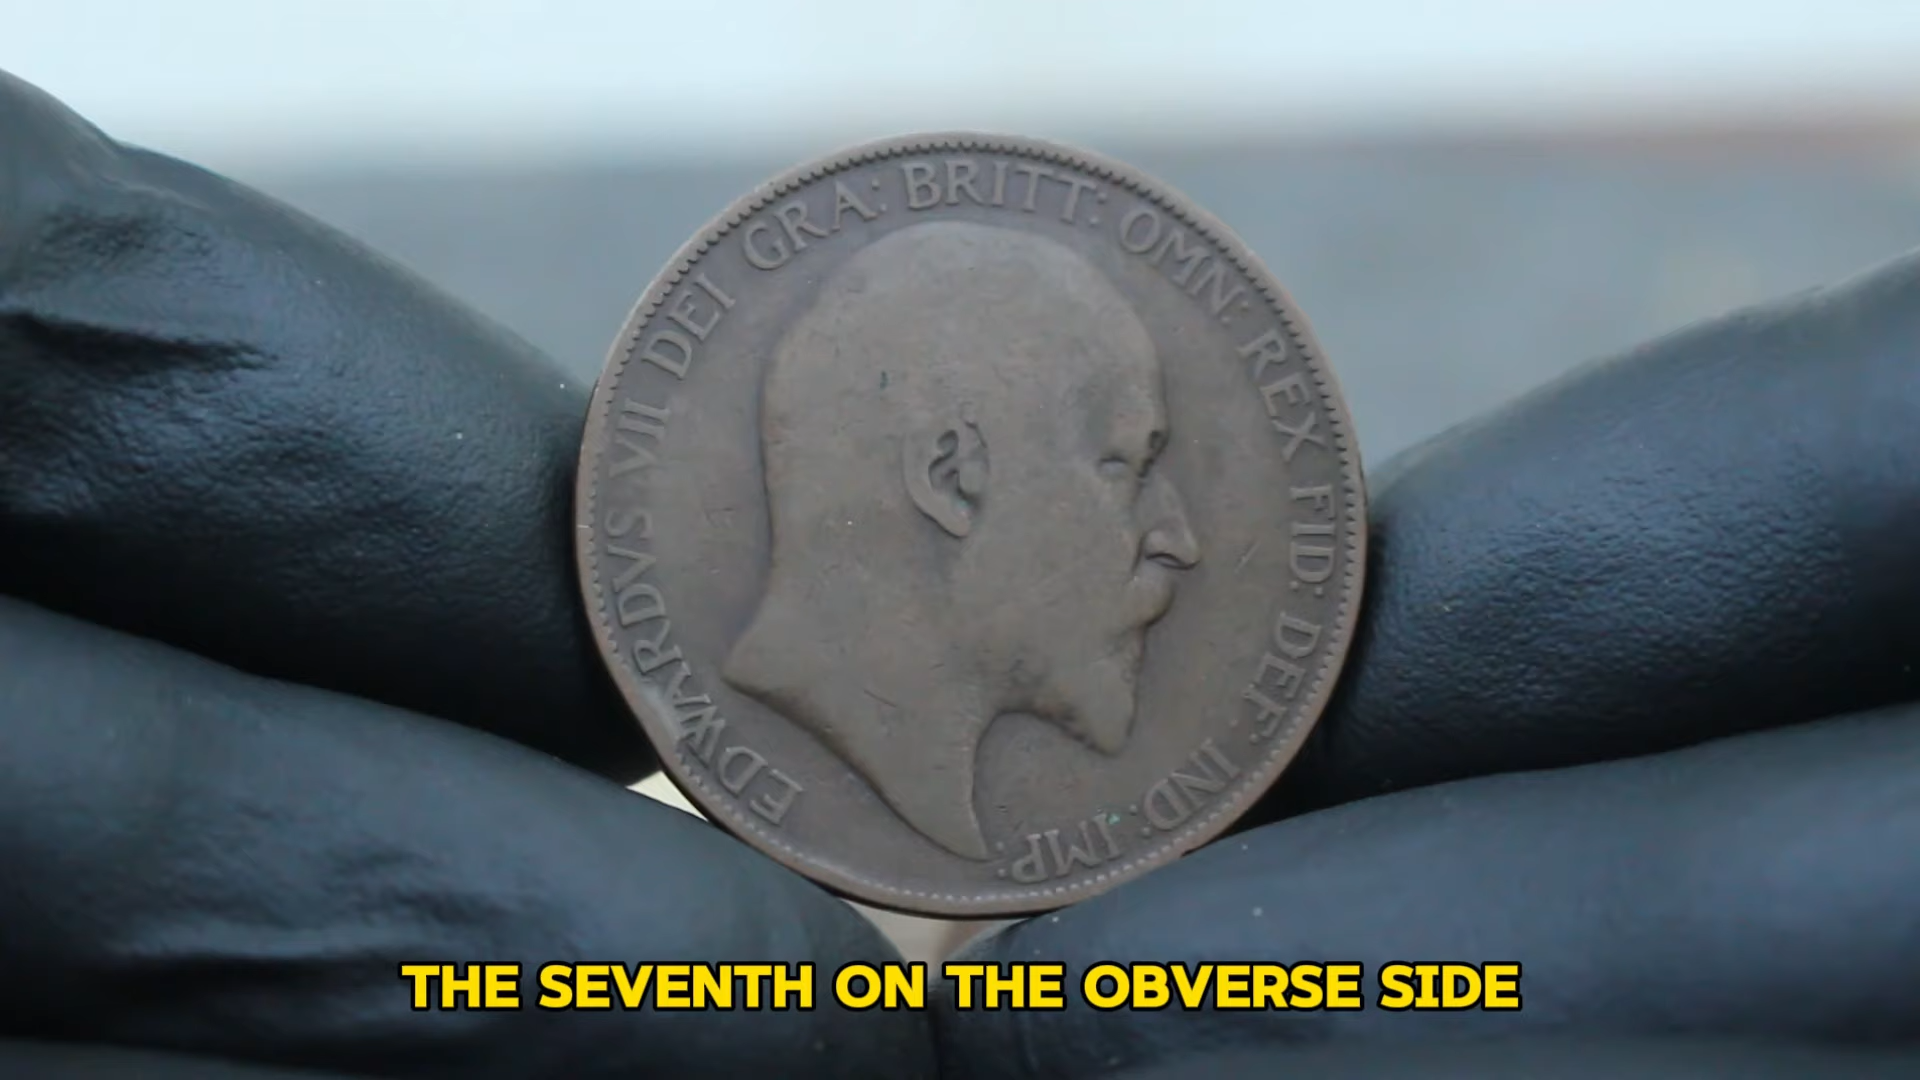 EDWARDVS VII DEI GRA: BRITT: OMN: REX FID: DEF: IND: IMP:
THE SEVENTH ON THE OBVERSE SIDE